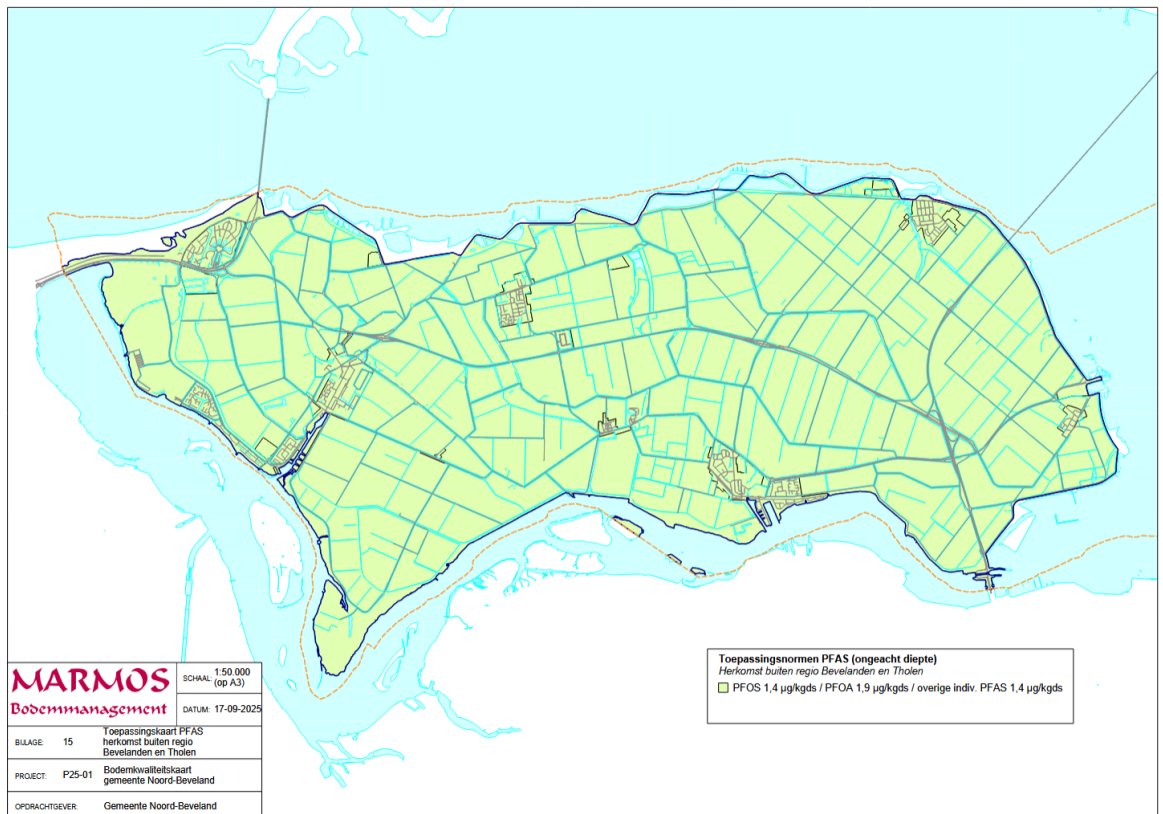 Toepassingsnormen PFAS (ongeacht diepte)
Herkomst buiten regio Bevelanden en Tholen
PFOS 1,4 µg/kgds / PFOA 1,9 µg/kgds / overige indiv. PFAS 1,4 µg/kgds
MARMOS
Bodemmanagement
SCHAAL: 1:50.000
(op A3)
DATUM: 17-09-2025
BIJLAGE: 15 Toepassingskaart PFAS
herkomst buiten regio
Bevelanden en Tholen
PROJECT: P25-01 Bodemkwaliteitskaart
gemeente Noord-Beveland
OPDRACHTGEVER: Gemeente Noord-Beveland